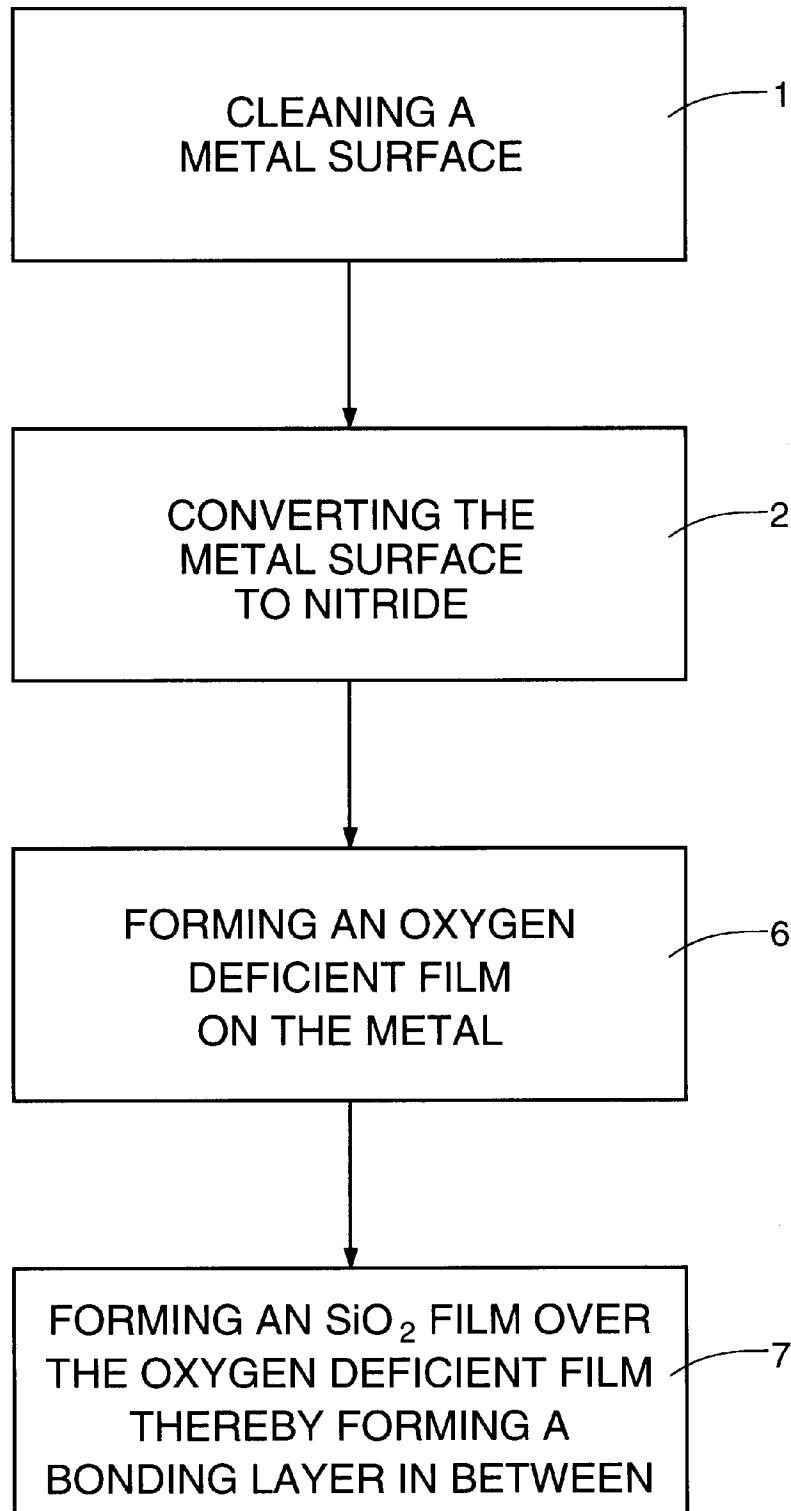 CLEANING A
METAL SURFACE
1
CONVERTING THE
METAL SURFACE
TO NITRIDE
2
FORMING AN OXYGEN
DEFICIENT FILM
ON THE METAL
6
FORMING AN SiO₂ FILM OVER
THE OXYGEN DEFICIENT FILM
THEREBY FORMING A
BONDING LAYER IN BETWEEN
7